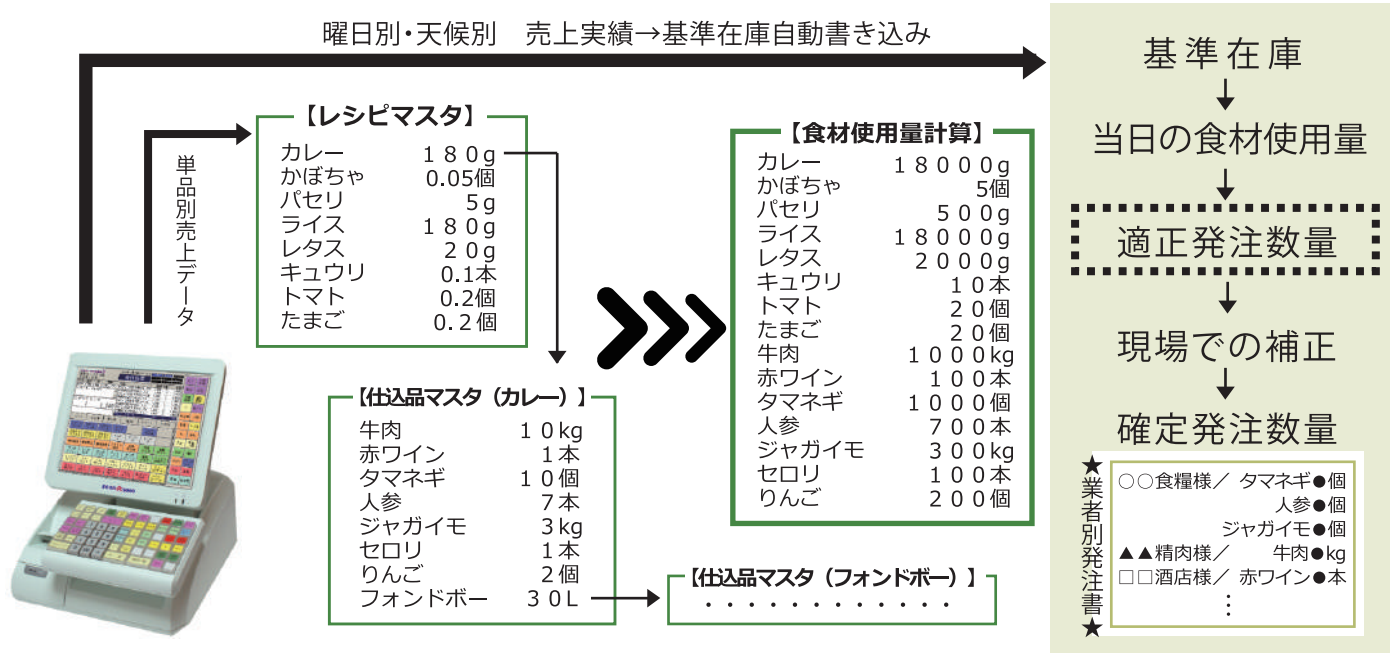 曜日別・天候別　売上実績→基準在庫自動書き込み
単品別売上データ
【レシピマスタ】
カレー　180g
かぼちゃ　0.05個
パセリ　5g
ライス　180g
レタス　20g
キュウリ　0.1本
トマト　0.2個
たまご　0.2個
【仕込品マスタ（カレー）】
牛肉　10kg
赤ワイン　1本
タマネギ　10個
人参　7本
ジャガイモ　3kg
セロリ　1本
りんご　2個
フォンドボー　30L
【仕込品マスタ（フォンドボー）】
・・・・・・・・・・・・
【食材使用量計算】
カレー　18000g
かぼちゃ　5個
パセリ　500g
ライス　18000g
レタス　2000g
キュウリ　10本
トマト　20個
たまご　20個
牛肉　1000kg
赤ワイン　100本
タマネギ　1000個
人参　700本
ジャガイモ　300kg
セロリ　100本
りんご　200個
基準在庫
↓
当日の食材使用量
↓
適正発注数量
↓
現場での補正
↓
確定発注数量
★業者別発注書★
○○食糧様／ タマネギ●個
人参●個
ジャガイモ●個
▲▲精肉様／ 牛肉●kg
□□酒店様／ 赤ワイン●本
⋮